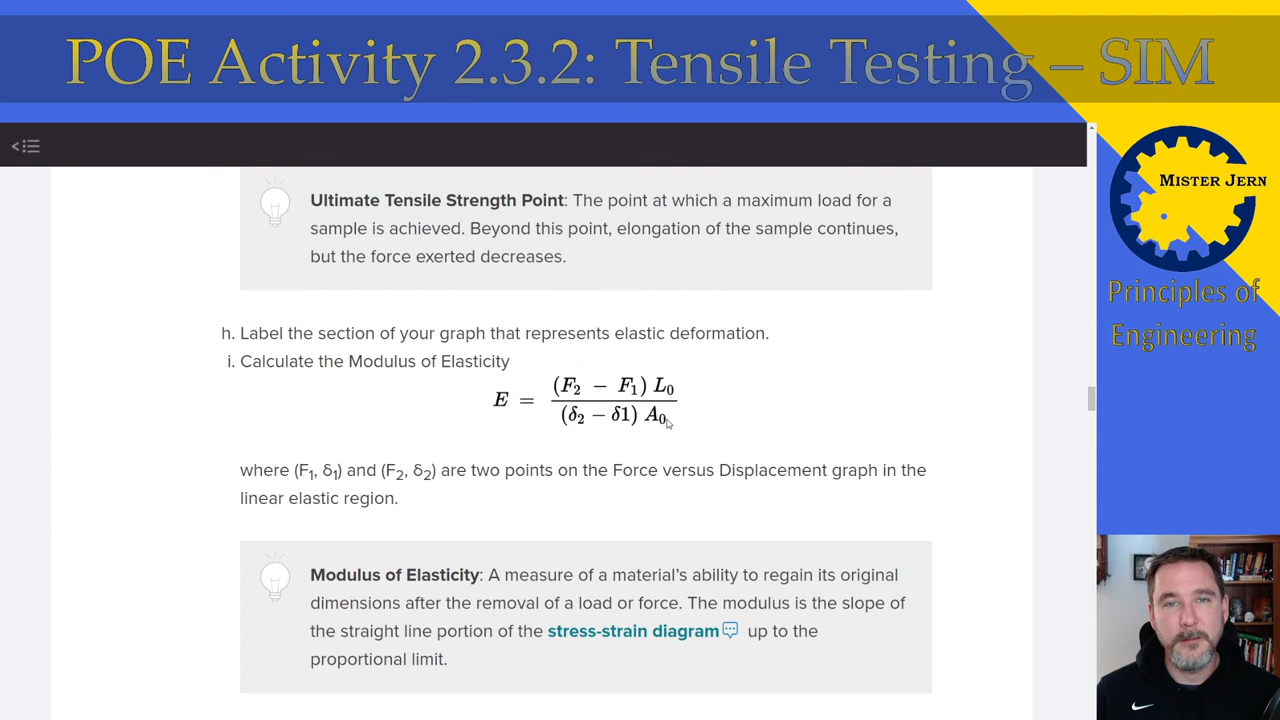 POE Activity 2.3.2: Tensile Testing – SIM
MISTER JERN
Principles of
Engineering
Ultimate Tensile Strength Point: The point at which a maximum load for a
sample is achieved. Beyond this point, elongation of the sample continues,
but the force exerted decreases.
h. Label the section of your graph that represents elastic deformation.
i. Calculate the Modulus of Elasticity
E = (F₂ − F₁) L₀
(δ₂ − δ1) A₀
where (F₁, δ₁) and (F₂, δ₂) are two points on the Force versus Displacement graph in the
linear elastic region.
Modulus of Elasticity: A measure of a material’s ability to regain its original
dimensions after the removal of a load or force. The modulus is the slope of
the straight line portion of the stress-strain diagram up to the
proportional limit.